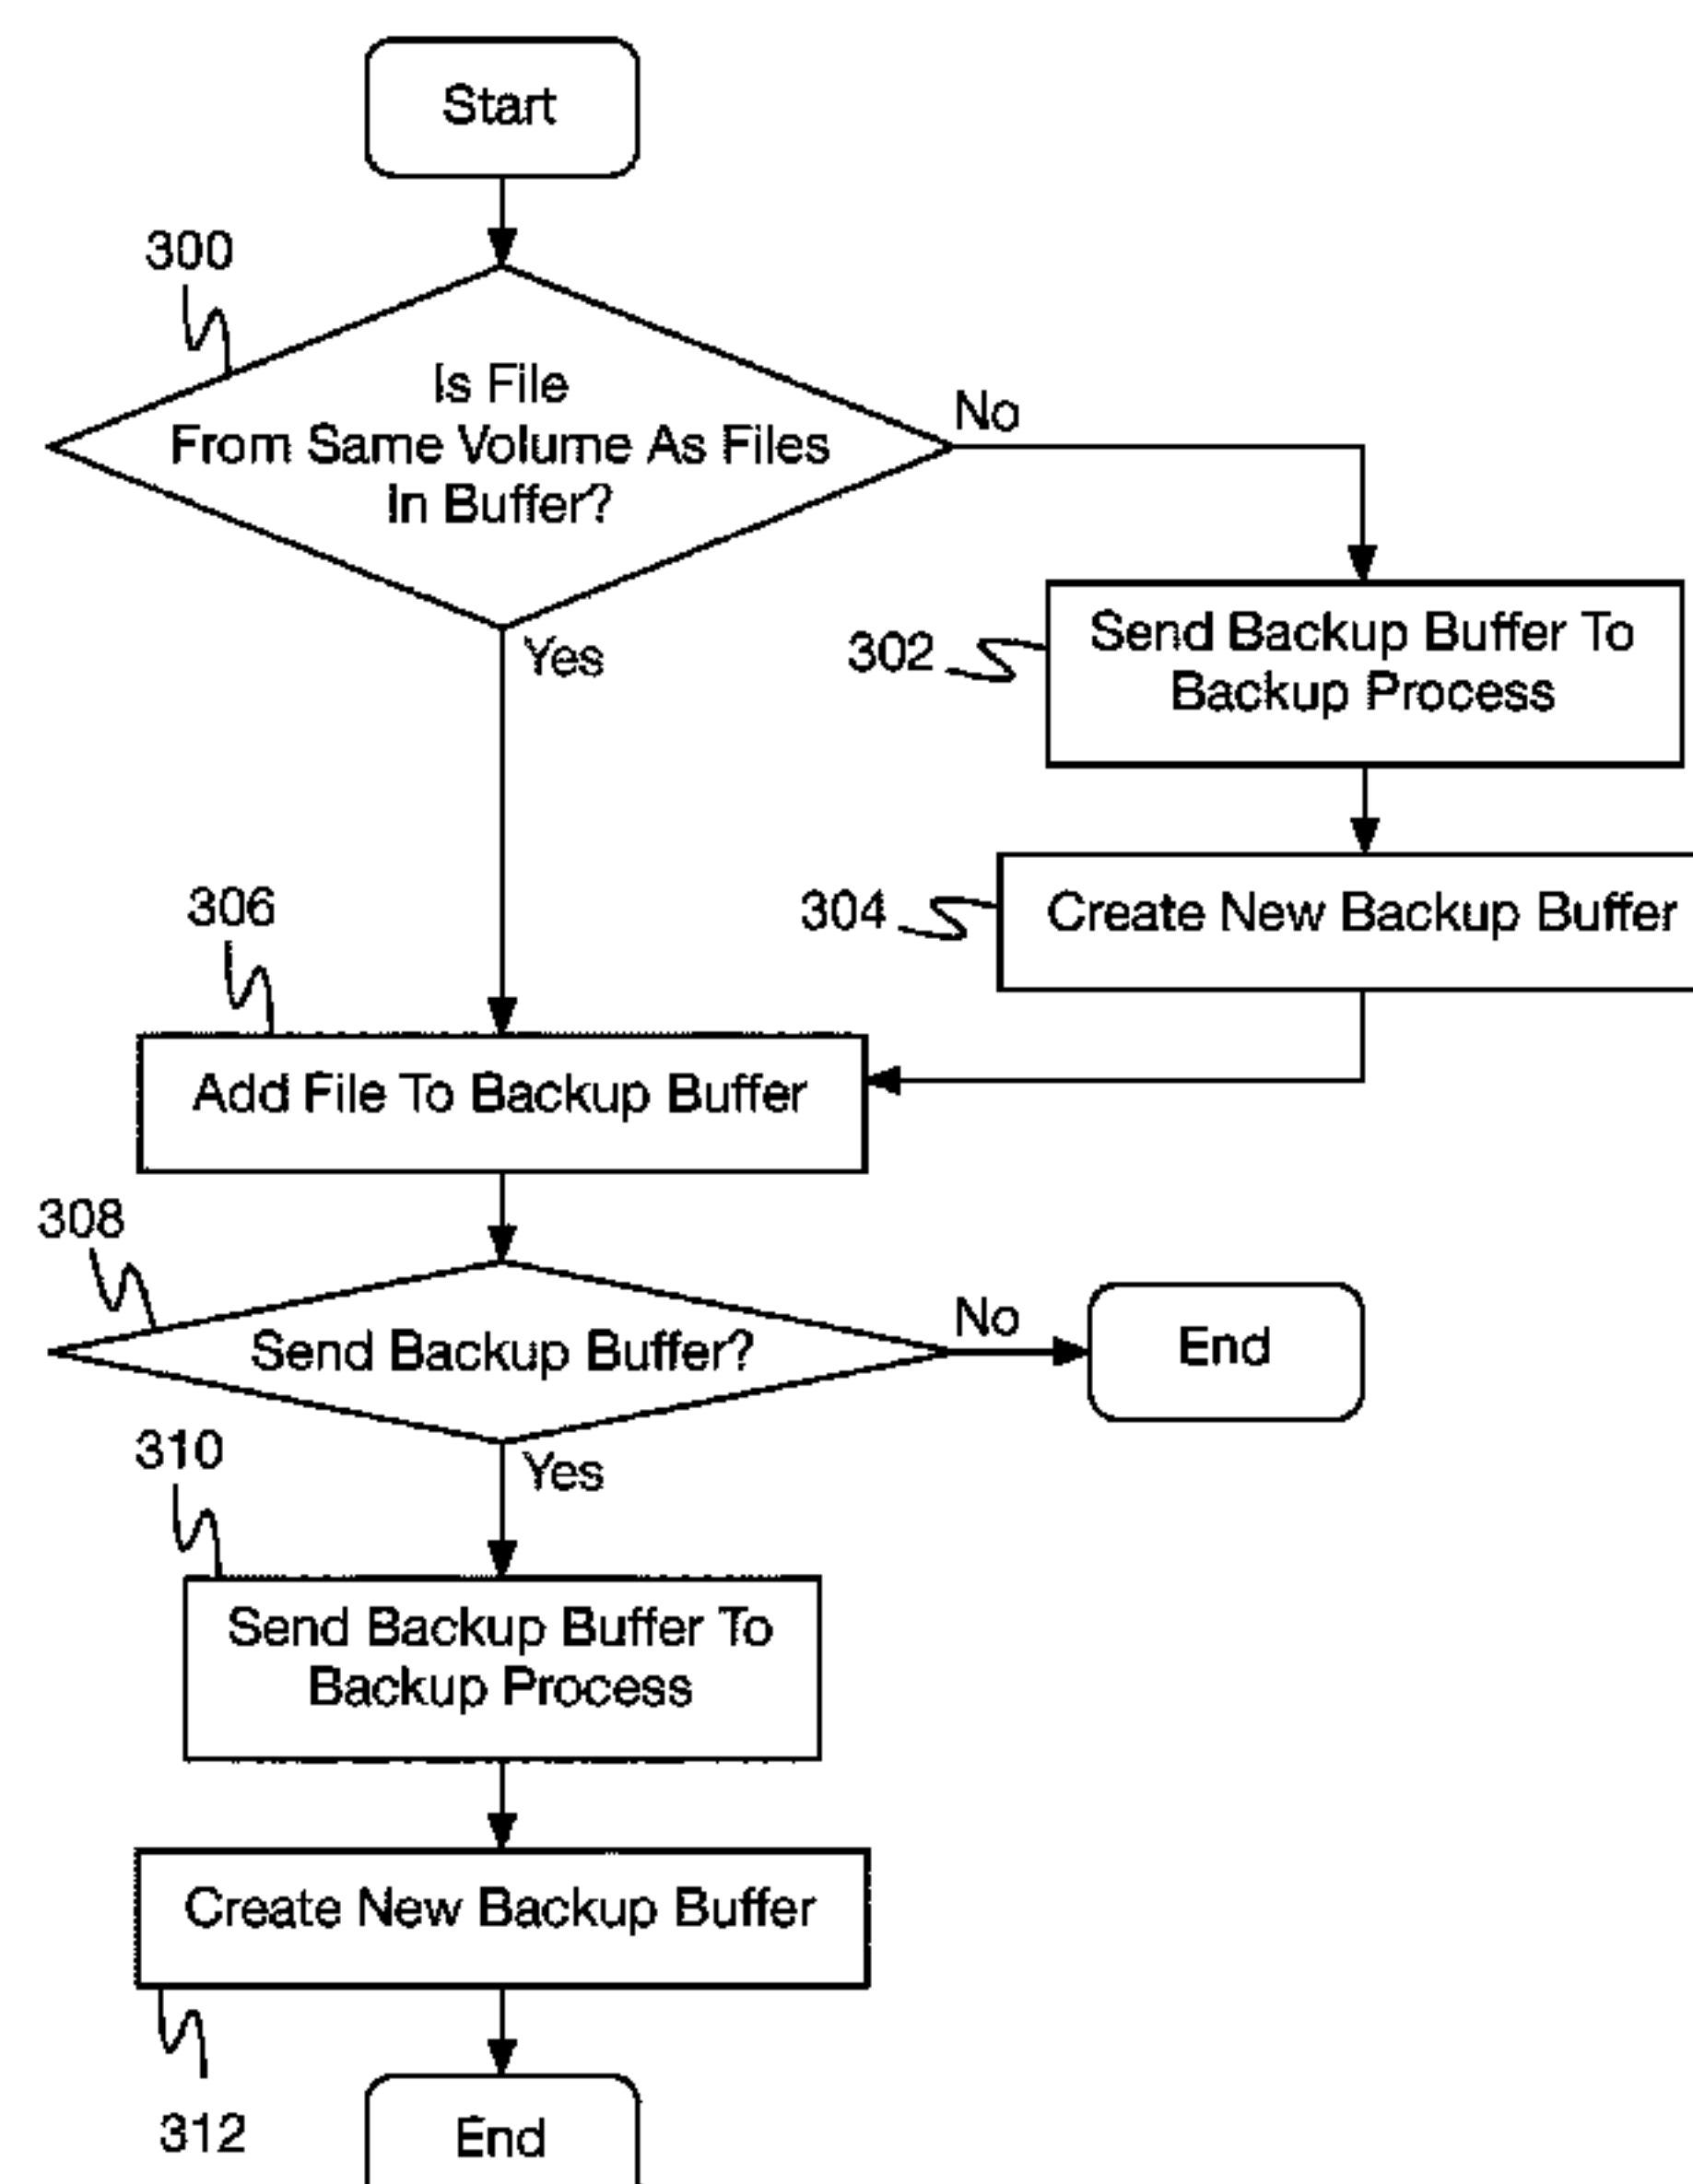 Start
300
Is File
From Same Volume As Files
In Buffer?
No
Yes
302
Send Backup Buffer To
Backup Process
304
Create New Backup Buffer
306
Add File To Backup Buffer
308
Send Backup Buffer?
No
End
Yes
310
Send Backup Buffer To
Backup Process
Create New Backup Buffer
312
End